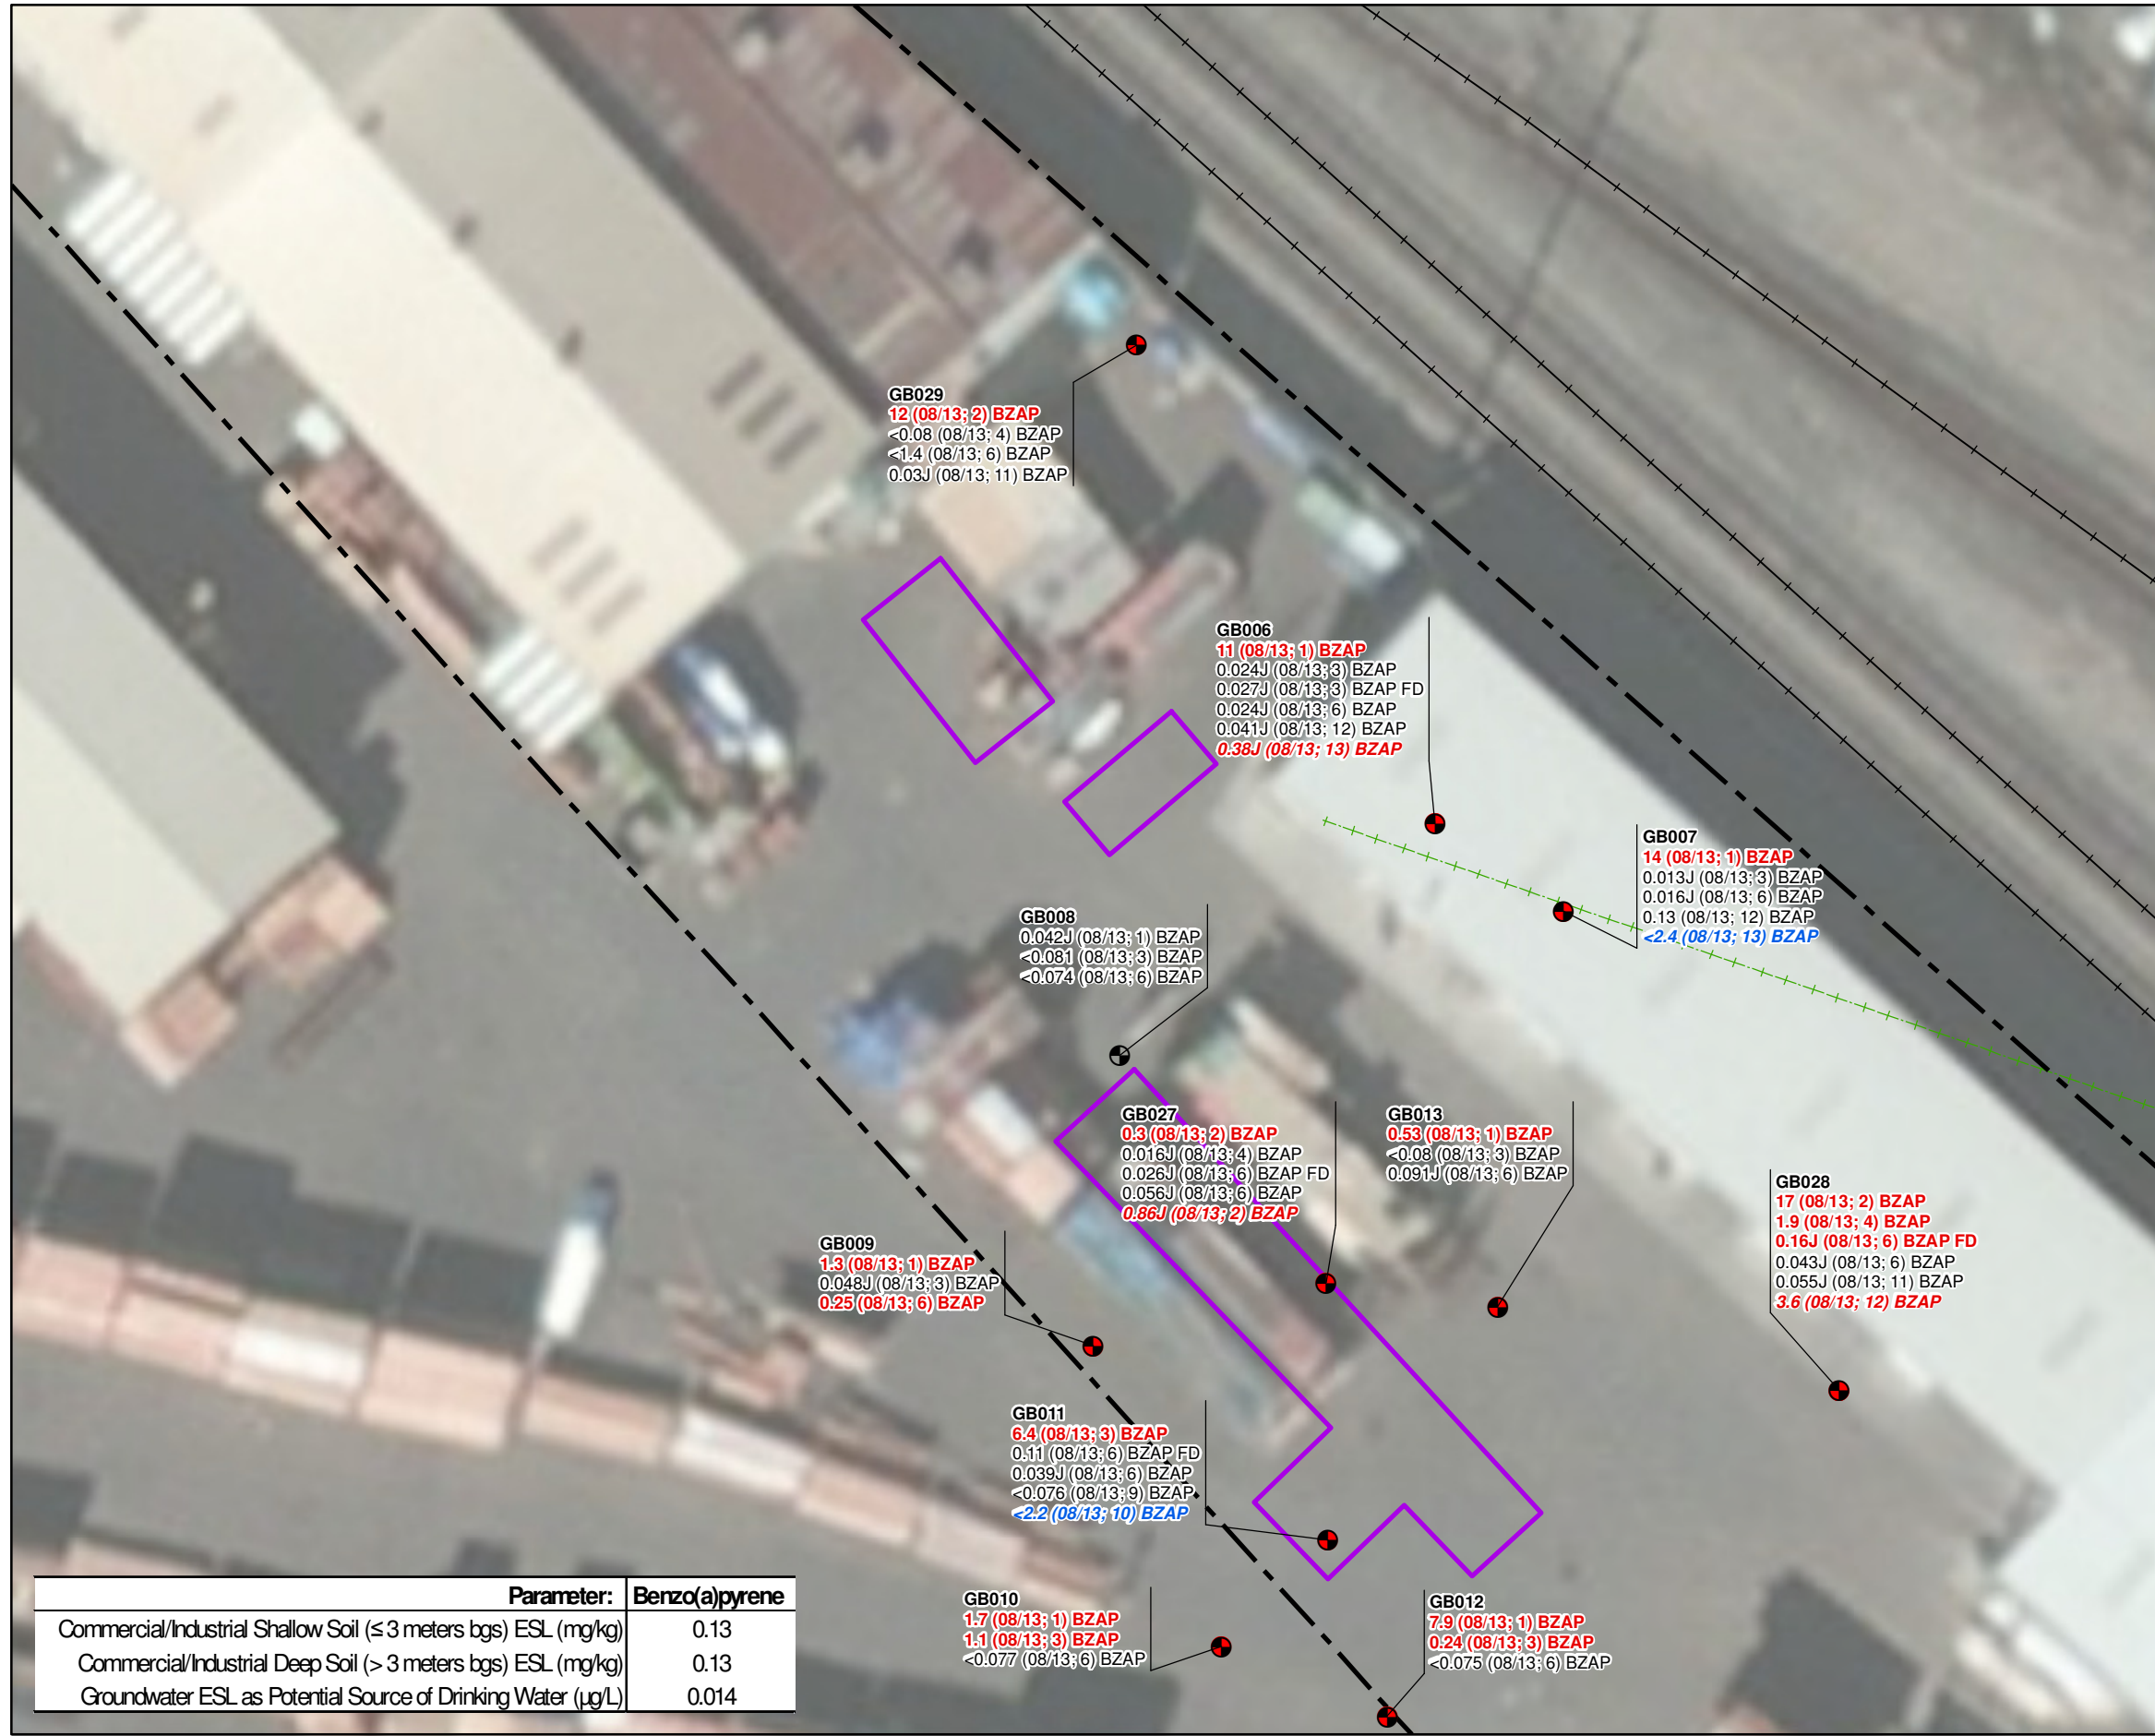 GB029
12 (08/13; 2) BZAP
<0.08 (08/13; 4) BZAP
<1.4 (08/13; 6) BZAP
0.03J (08/13; 11) BZAP
GB006
11 (08/13; 1) BZAP
0.024J (08/13; 3) BZAP
0.027J (08/13; 3) BZAP FD
0.024J (08/13; 6) BZAP
0.041J (08/13; 12) BZAP
0.38J (08/13; 13) BZAP
GB007
14 (08/13; 1) BZAP
0.013J (08/13; 3) BZAP
0.016J (08/13; 6) BZAP
0.13 (08/13; 12) BZAP
<2.4 (08/13; 13) BZAP
GB008
0.042J (08/13; 1) BZAP
<0.081 (08/13; 3) BZAP
<0.074 (08/13; 6) BZAP
GB027
0.3 (08/13; 2) BZAP
0.016J (08/13; 4) BZAP
0.026J (08/13; 6) BZAP FD
0.056J (08/13; 6) BZAP
0.86J (08/13; 2) BZAP
GB013
0.53 (08/13; 1) BZAP
<0.08 (08/13; 3) BZAP
0.091J (08/13; 6) BZAP
GB028
17 (08/13; 2) BZAP
1.9 (08/13; 4) BZAP
0.16J (08/13; 6) BZAP FD
0.043J (08/13; 6) BZAP
0.055J (08/13; 11) BZAP
3.6 (08/13; 12) BZAP
GB009
1.3 (08/13; 1) BZAP
0.048J (08/13; 3) BZAP
0.25 (08/13; 6) BZAP
GB011
6.4 (08/13; 3) BZAP
0.11 (08/13; 6) BZAP FD
0.039J (08/13; 6) BZAP
<0.076 (08/13; 9) BZAP
<2.2 (08/13; 10) BZAP
GB010
1.7 (08/13; 1) BZAP
1.1 (08/13; 3) BZAP
<0.077 (08/13; 6) BZAP
GB012
7.9 (08/13; 1) BZAP
0.24 (08/13; 3) BZAP
<0.075 (08/13; 6) BZAP
Parameter: Benzo(a)pyrene
Commercial/Industrial Shallow Soil (≤ 3 meters bgs) ESL (mg/kg) 0.13
Commercial/Industrial Deep Soil (> 3 meters bgs) ESL (mg/kg) 0.13
Groundwater ESL as Potential Source of Drinking Water (µg/L) 0.014